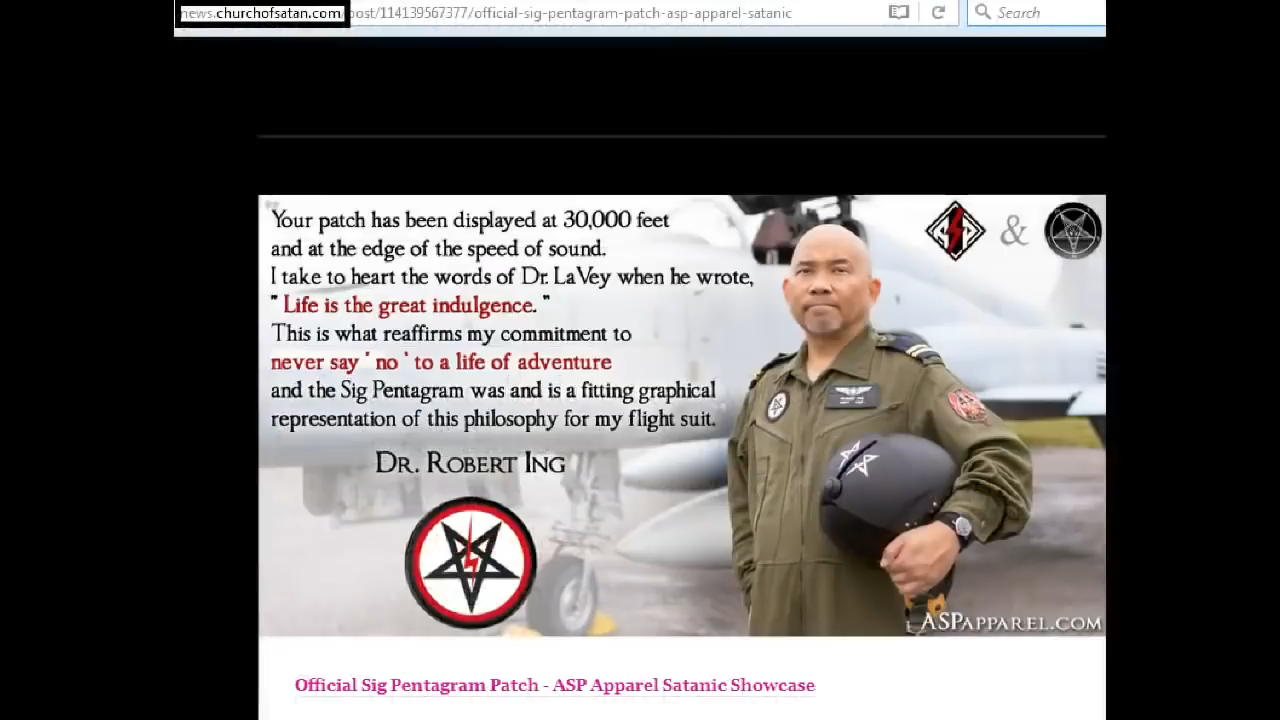 news.churchofsatan.com/post/114139567377/official-sig-pentagram-patch-asp-apparel-satanic
Search
Your patch has been displayed at 30,000 feet
and at the edge of the speed of sound.
I take to heart the words of Dr. LaVey when he wrote,
" Life is the great indulgence. "
This is what reaffirms my commitment to
never say ' no ' to a life of adventure
and the Sig Pentagram was and is a fitting graphical
representation of this philosophy for my flight suit.
Dr. Robert Ing
&
ASPapparel.com
Official Sig Pentagram Patch - ASP Apparel Satanic Showcase